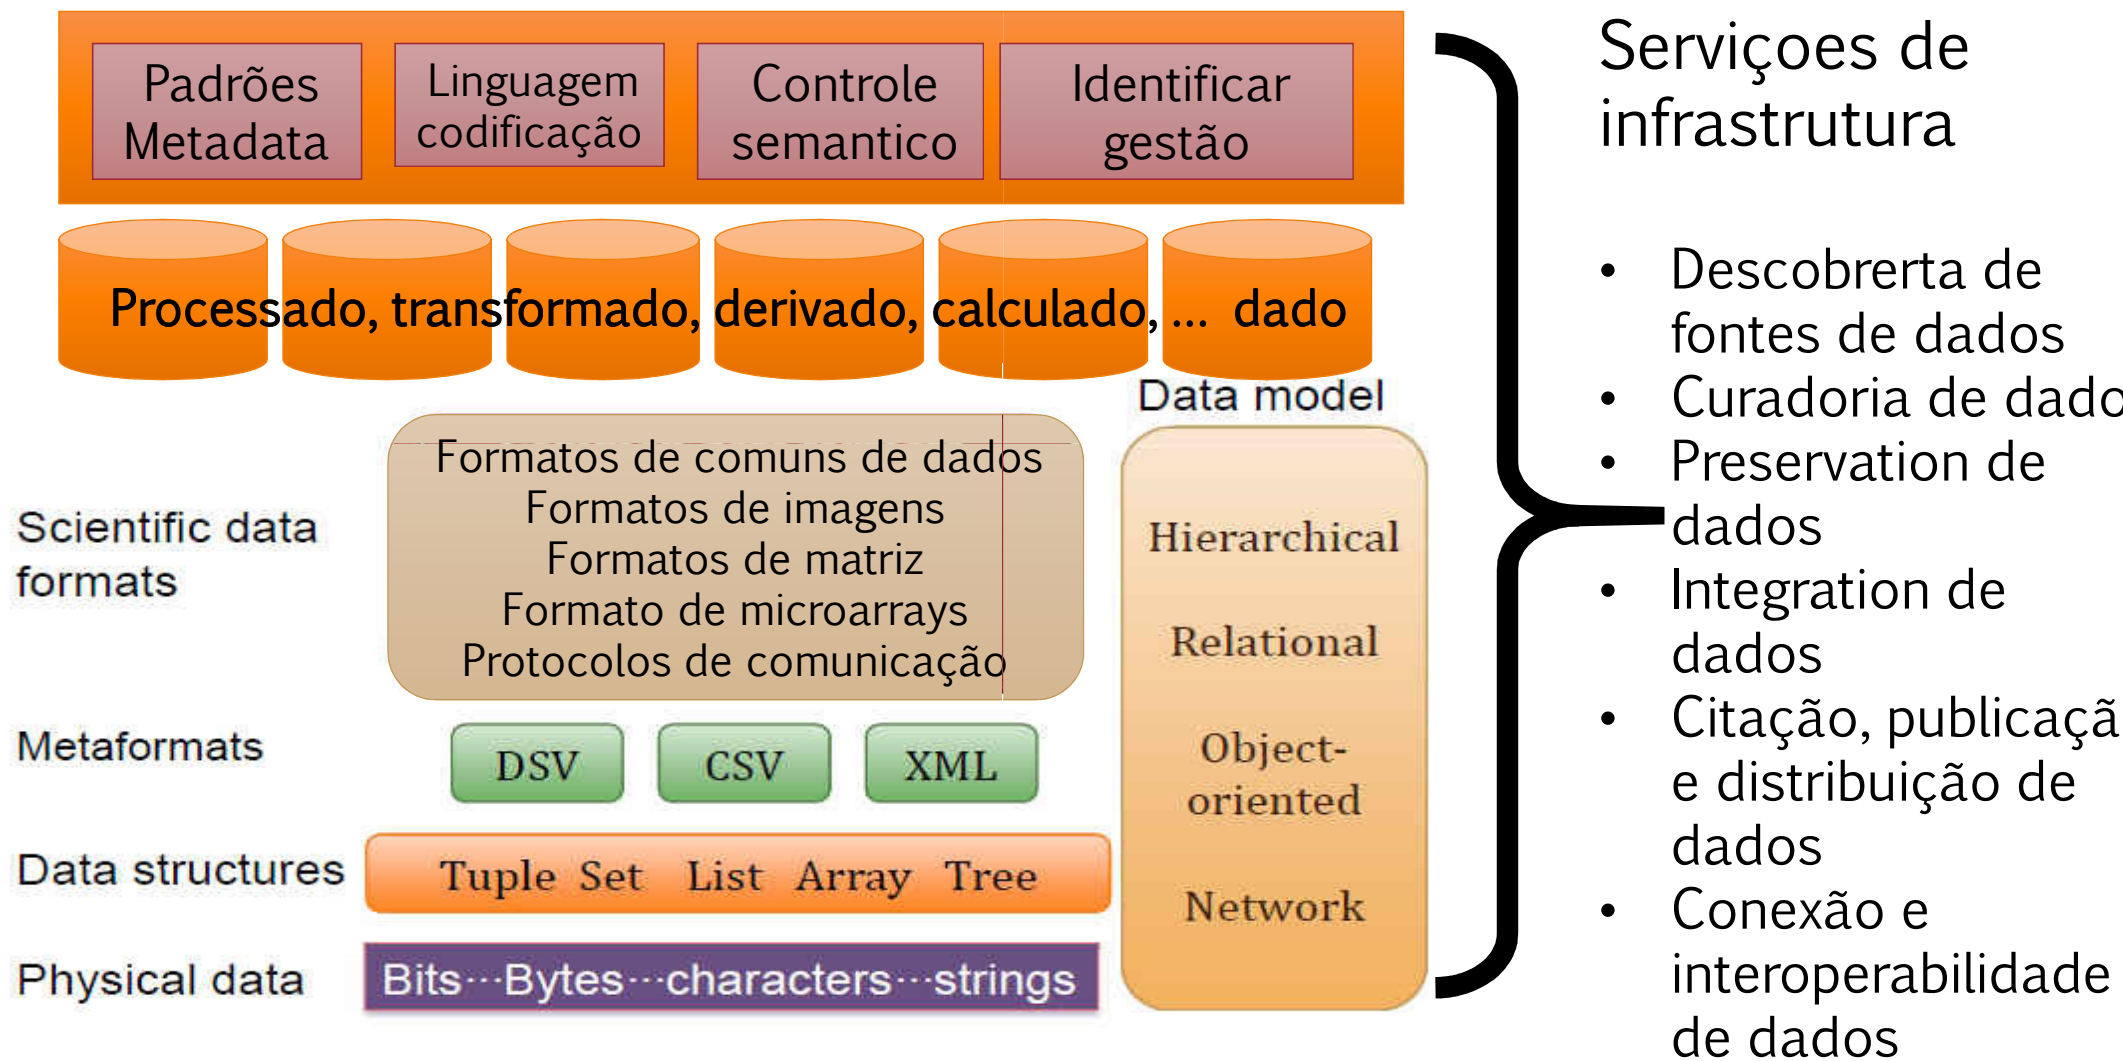 Padrões
Metadata
Linguagem
codificação
Controle
semantico
Identificar
gestão
Processado, transformado, derivado, calculado, ... dado
Data model
Scientific data
formats
Formatos de comuns de dados
Formatos de imagens
Formatos de matriz
Formato de microarrays
Protocolos de comunicação
Hierarchical
Relational
Object-
oriented
Network
Metaformats
DSV CSV XML
Data structures
Tuple Set List Array Tree
Physical data
Bits···Bytes···characters···strings
Serviçoes de
infrastrutura
• Descobrerta de
fontes de dados
• Curadoria de dado
• Preservation de
dados
• Integration de
dados
• Citação, publicaçã
e distribuição de
dados
• Conexão e
interoperabilidade
de dados